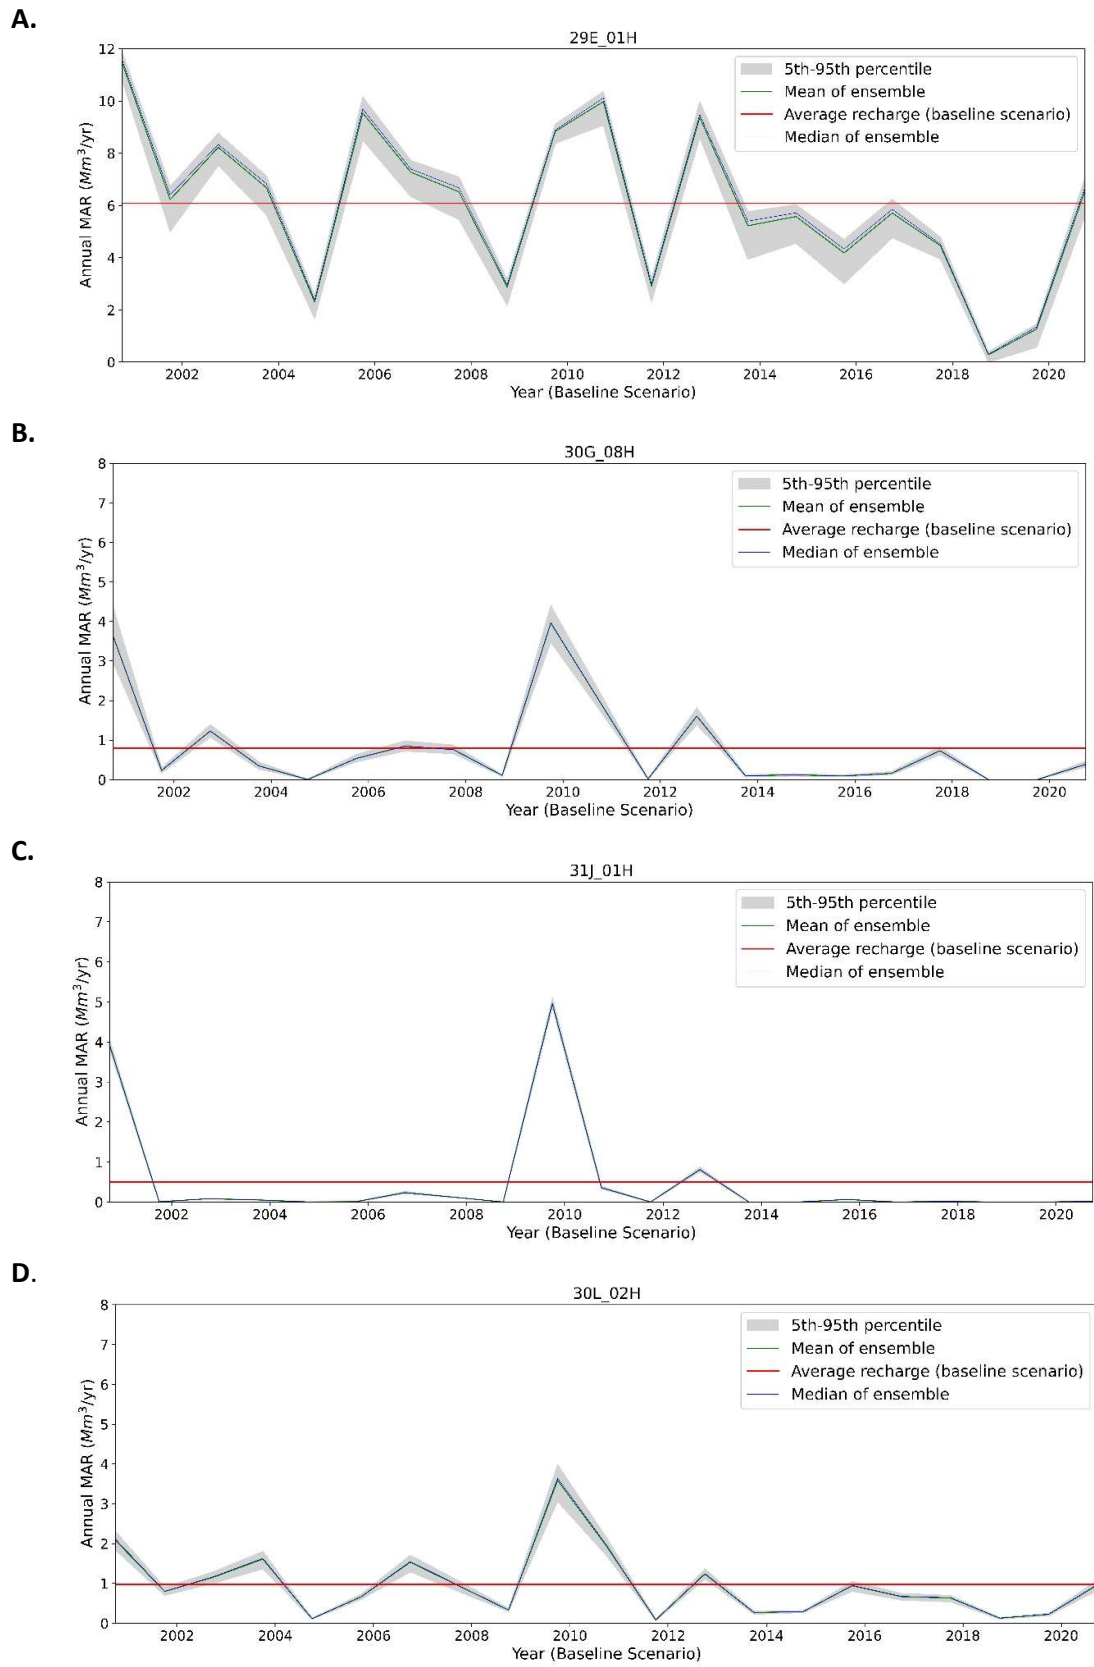 A.
29E_01H
12
10
8
6
4
2
0
Annual MAR (Mm³/yr)
5th-95th percentile
Mean of ensemble
Average recharge (baseline scenario)
Median of ensemble
2002 2004 2006 2008 2010 2012 2014 2016 2018 2020
Year (Baseline Scenario)
B.
30G_08H
8
7
6
5
4
3
2
1
0
Annual MAR (Mm³/yr)
5th-95th percentile
Mean of ensemble
Average recharge (baseline scenario)
Median of ensemble
2002 2004 2006 2008 2010 2012 2014 2016 2018 2020
Year (Baseline Scenario)
C.
31J_01H
8
7
6
5
4
3
2
1
0
Annual MAR (Mm³/yr)
5th-95th percentile
Mean of ensemble
Average recharge (baseline scenario)
Median of ensemble
2002 2004 2006 2008 2010 2012 2014 2016 2018 2020
Year (Baseline Scenario)
D.
30L_02H
8
7
6
5
4
3
2
1
0
Annual MAR (Mm³/yr)
5th-95th percentile
Mean of ensemble
Average recharge (baseline scenario)
Median of ensemble
2002 2004 2006 2008 2010 2012 2014 2016 2018 2020
Year (Baseline Scenario)